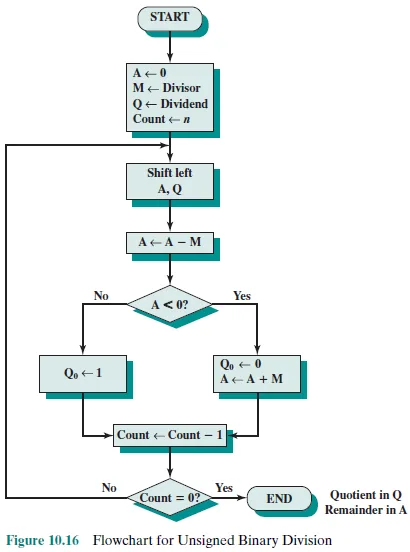 START
A ← 0
M ← Divisor
Q ← Dividend
Count ← n
Shift left
A, Q
A ← A − M
No
A < 0?
Yes
Q₀ ← 1
Q₀ ← 0
A ← A + M
Count ← Count − 1
No
Count = 0?
Yes
END
Quotient in Q
Remainder in A
Figure 10.16 Flowchart for Unsigned Binary Division